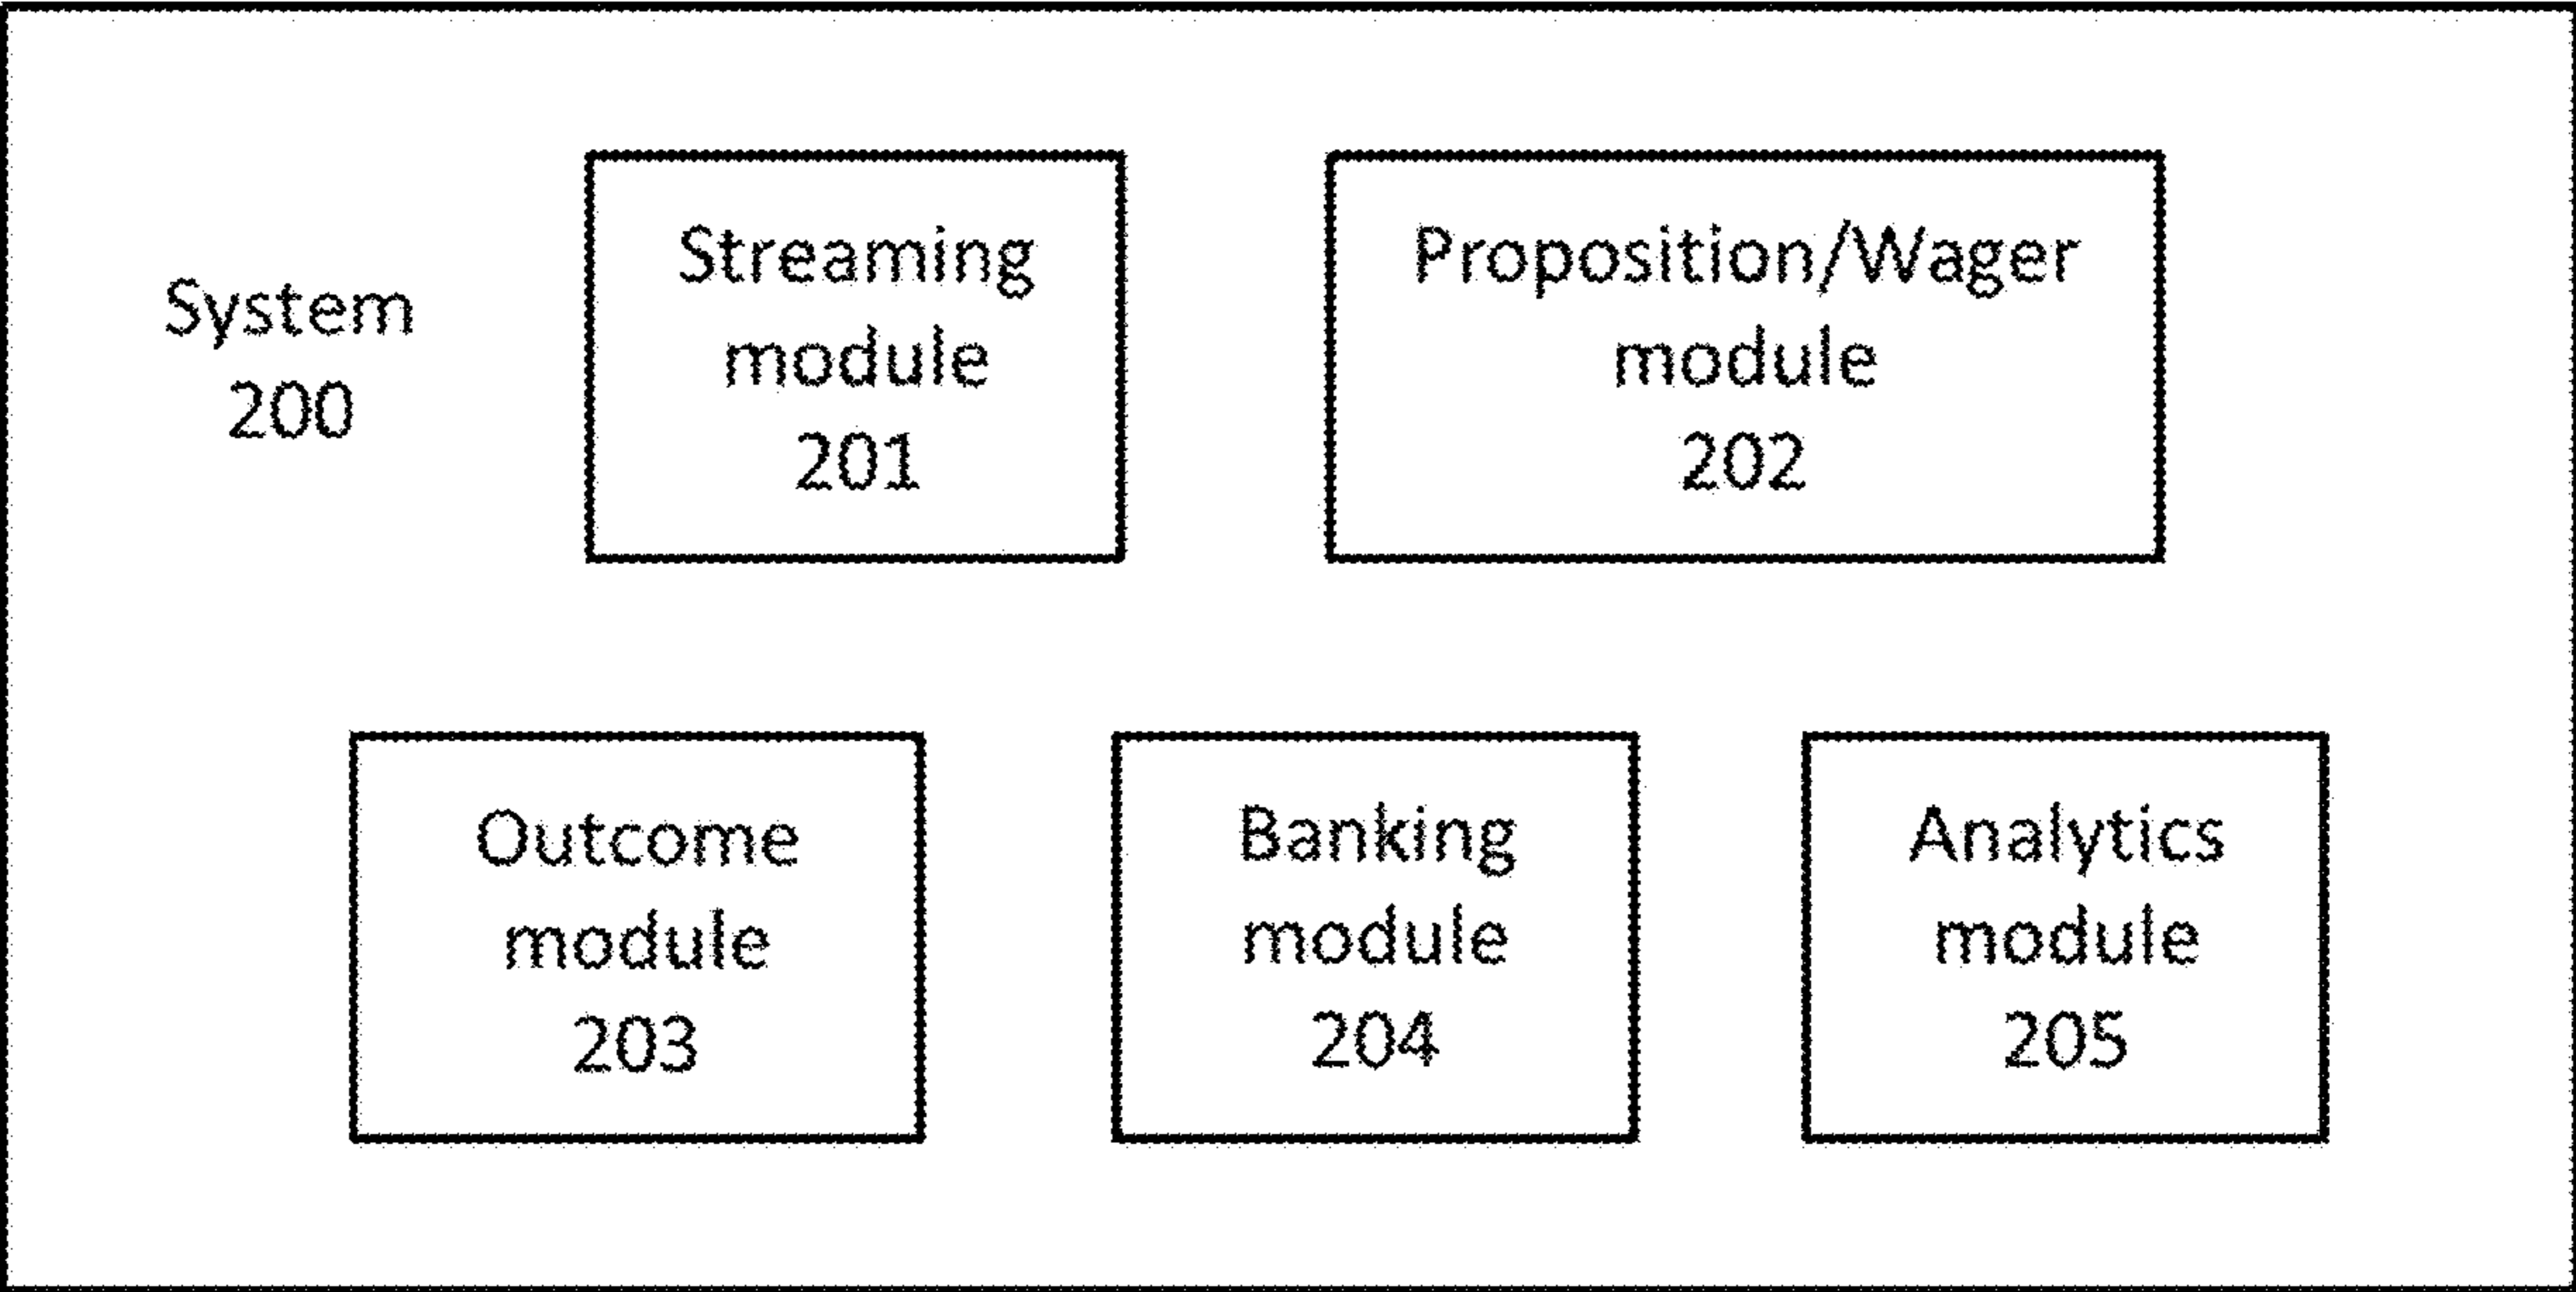 System
200
Streaming
module
201
Proposition/Wager
module
202
Outcome
module
203
Banking
module
204
Analytics
module
205